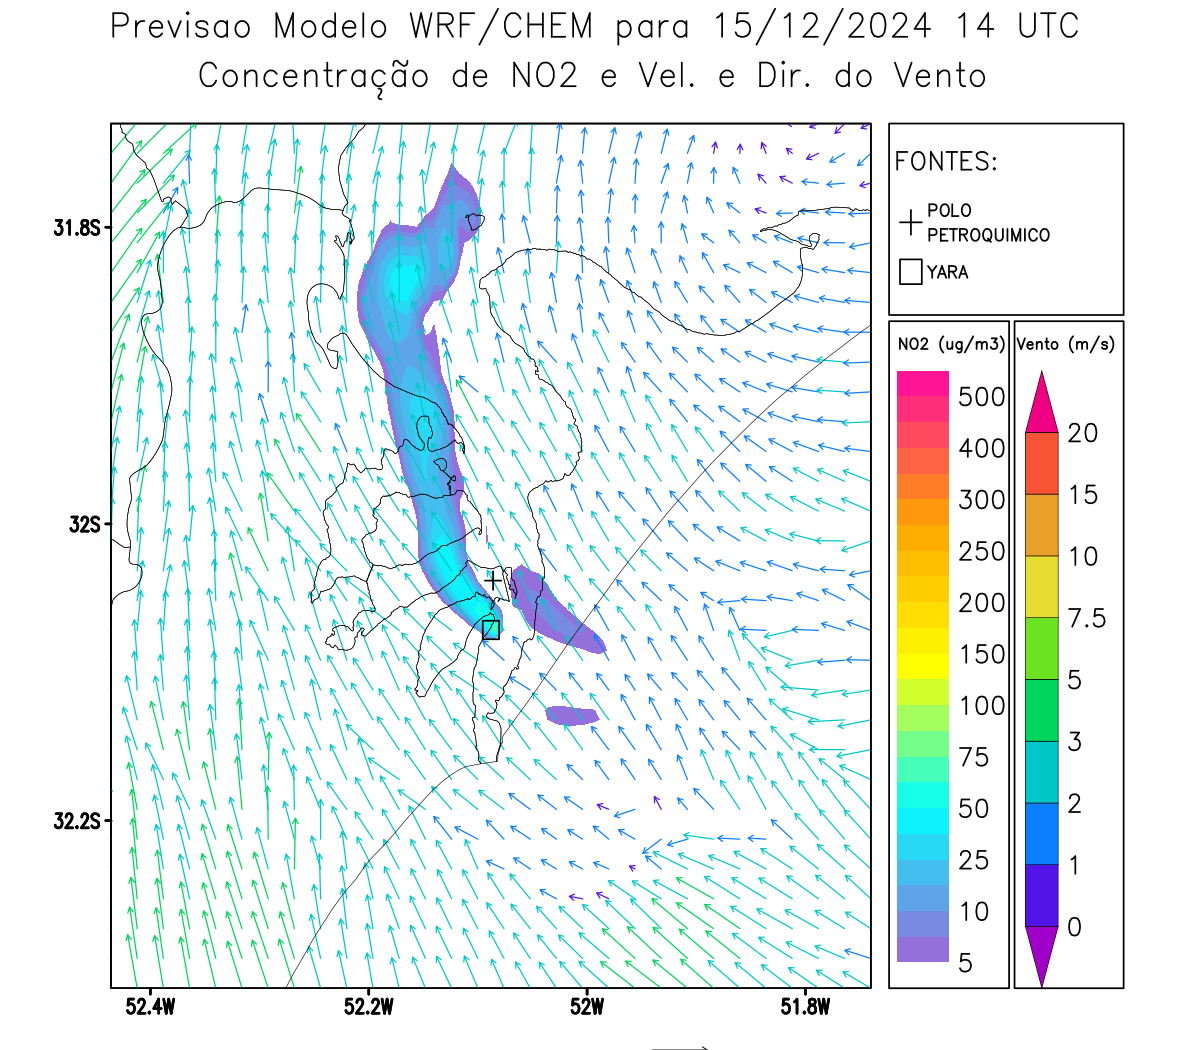 Previsao Modelo WRF/CHEM para 15/12/2024 14 UTC
Concentração de NO2 e Vel. e Dir. do Vento
FONTES:
POLO
PETROQUIMICO
YARA
NO2 (ug/m3)
500
400
300
250
200
150
100
75
50
25
10
5
Vento (m/s)
20
15
10
7.5
5
3
2
1
0
31.8S
32S
32.2S
52.4W
52.2W
52W
51.8W